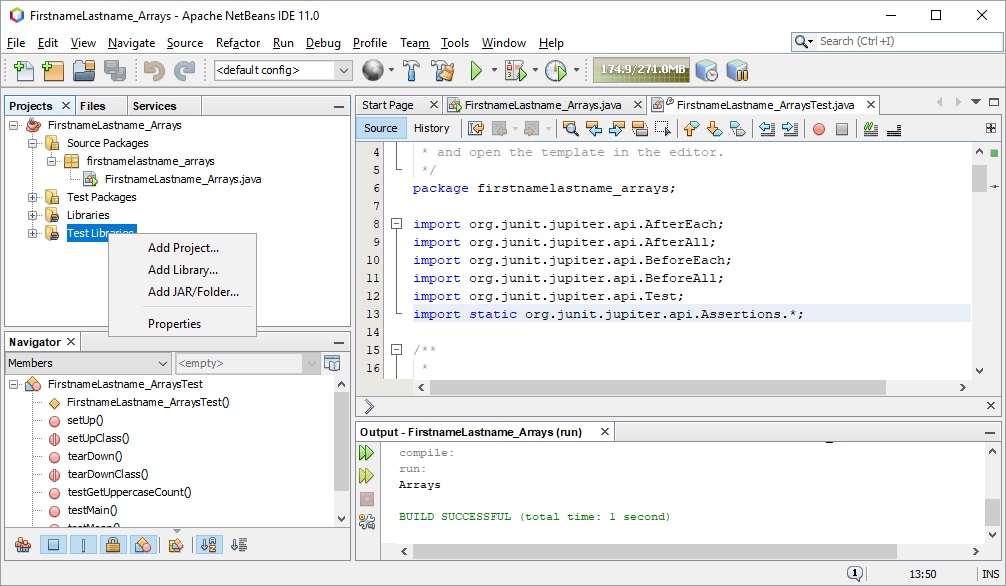 FirstnameLastname_Arrays - Apache NetBeans IDE 11.0
File Edit View Navigate Source Refactor Run Debug Profile Team Tools Window Help
Search (Ctrl+I)
<default config>
174.9/271.0MB
Projects Files Services
FirstnameLastname_Arrays
Source Packages
firstnamelastname_arrays
FirstnameLastname_Arrays.java
Test Packages
Libraries
Test Libraries
Add Project...
Add Library...
Add JAR/Folder...
Properties
Navigator
Members <empty>
FirstnameLastname_ArraysTest
FirstnameLastname_ArraysTest()
setUp()
setUpClass()
tearDown()
tearDownClass()
testGetUppercaseCount()
testMain()
Start Page FirstnameLastname_Arrays.java FirstnameLastname_ArraysTest.java
Source History
4 * and open the template in the editor.
5 */
6 package firstnamelastname_arrays;
7
8 import org.junit.jupiter.api.AfterEach;
9 import org.junit.jupiter.api.AfterAll;
10 import org.junit.jupiter.api.BeforeEach;
11 import org.junit.jupiter.api.BeforeAll;
12 import org.junit.jupiter.api.Test;
13 import static org.junit.jupiter.api.Assertions.*;
14
15 /**
16 *
Output - FirstnameLastname_Arrays (run)
compile:
run:
Arrays
BUILD SUCCESSFUL (total time: 1 second)
1 13:50 INS